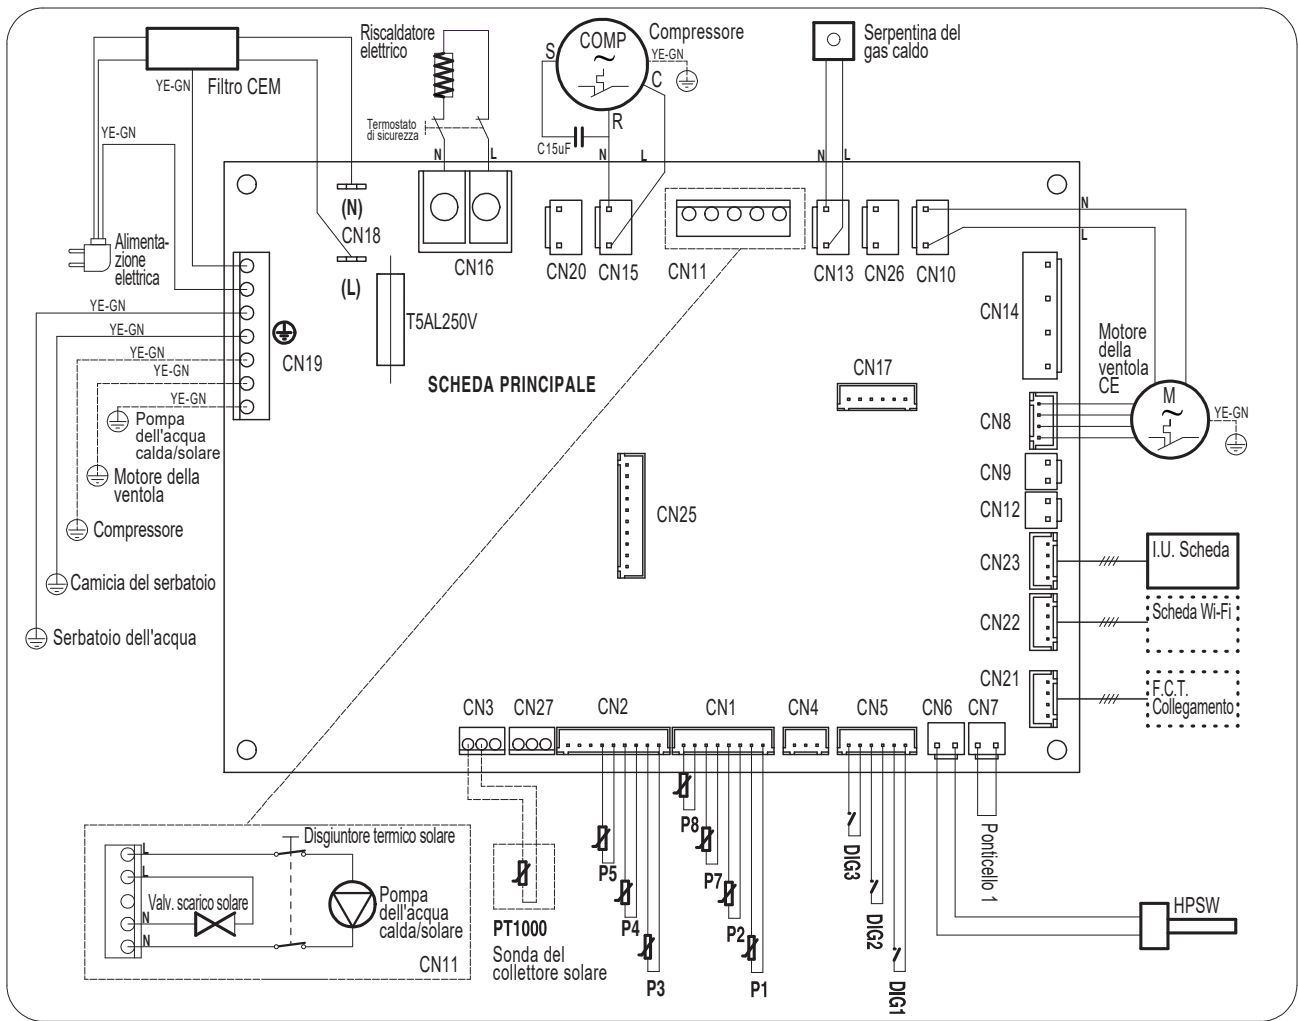 Riscaldatore
elettrico
COMP
~
S
C
R
YE-GN
Compressore
Serpentina del
gas caldo
Filtro CEM
YE-GN
Termostato
di sicurezza
C15uF
N
L
N
L
N
L
YE-GN
(N)
CN18
(L)
Alimenta-
zione
elettrica
CN16
CN20
CN15
CN11
CN13
CN26
CN10
N
L
CN14
YE-GN
YE-GN
YE-GN
YE-GN
YE-GN
CN19
T5AL250V
SCHEDA PRINCIPALE
CN17
Motore
della
ventola
CE
M
~
YE-GN
CN8
Pompa
dell'acqua
calda/solare
Motore della
ventola
Compressore
Camicia del serbatoio
Serbatoio dell'acqua
CN25
CN9
CN12
CN23
I.U. Scheda
CN22
Scheda Wi-Fi
CN21
F.C.T.
Collegamento
CN3
CN27
CN2
CN1
CN4
CN5
CN6
CN7
P8
P5
P7
P4
P2
P3
P1
DIG3
DIG2
DIG1
Ponticello 1
HPSW
Disgiuntore termico solare
L
L
Valv. scarico solare
N
N
Pompa
dell'acqua
calda/solare
CN11
PT1000
Sonda del
collettore solare